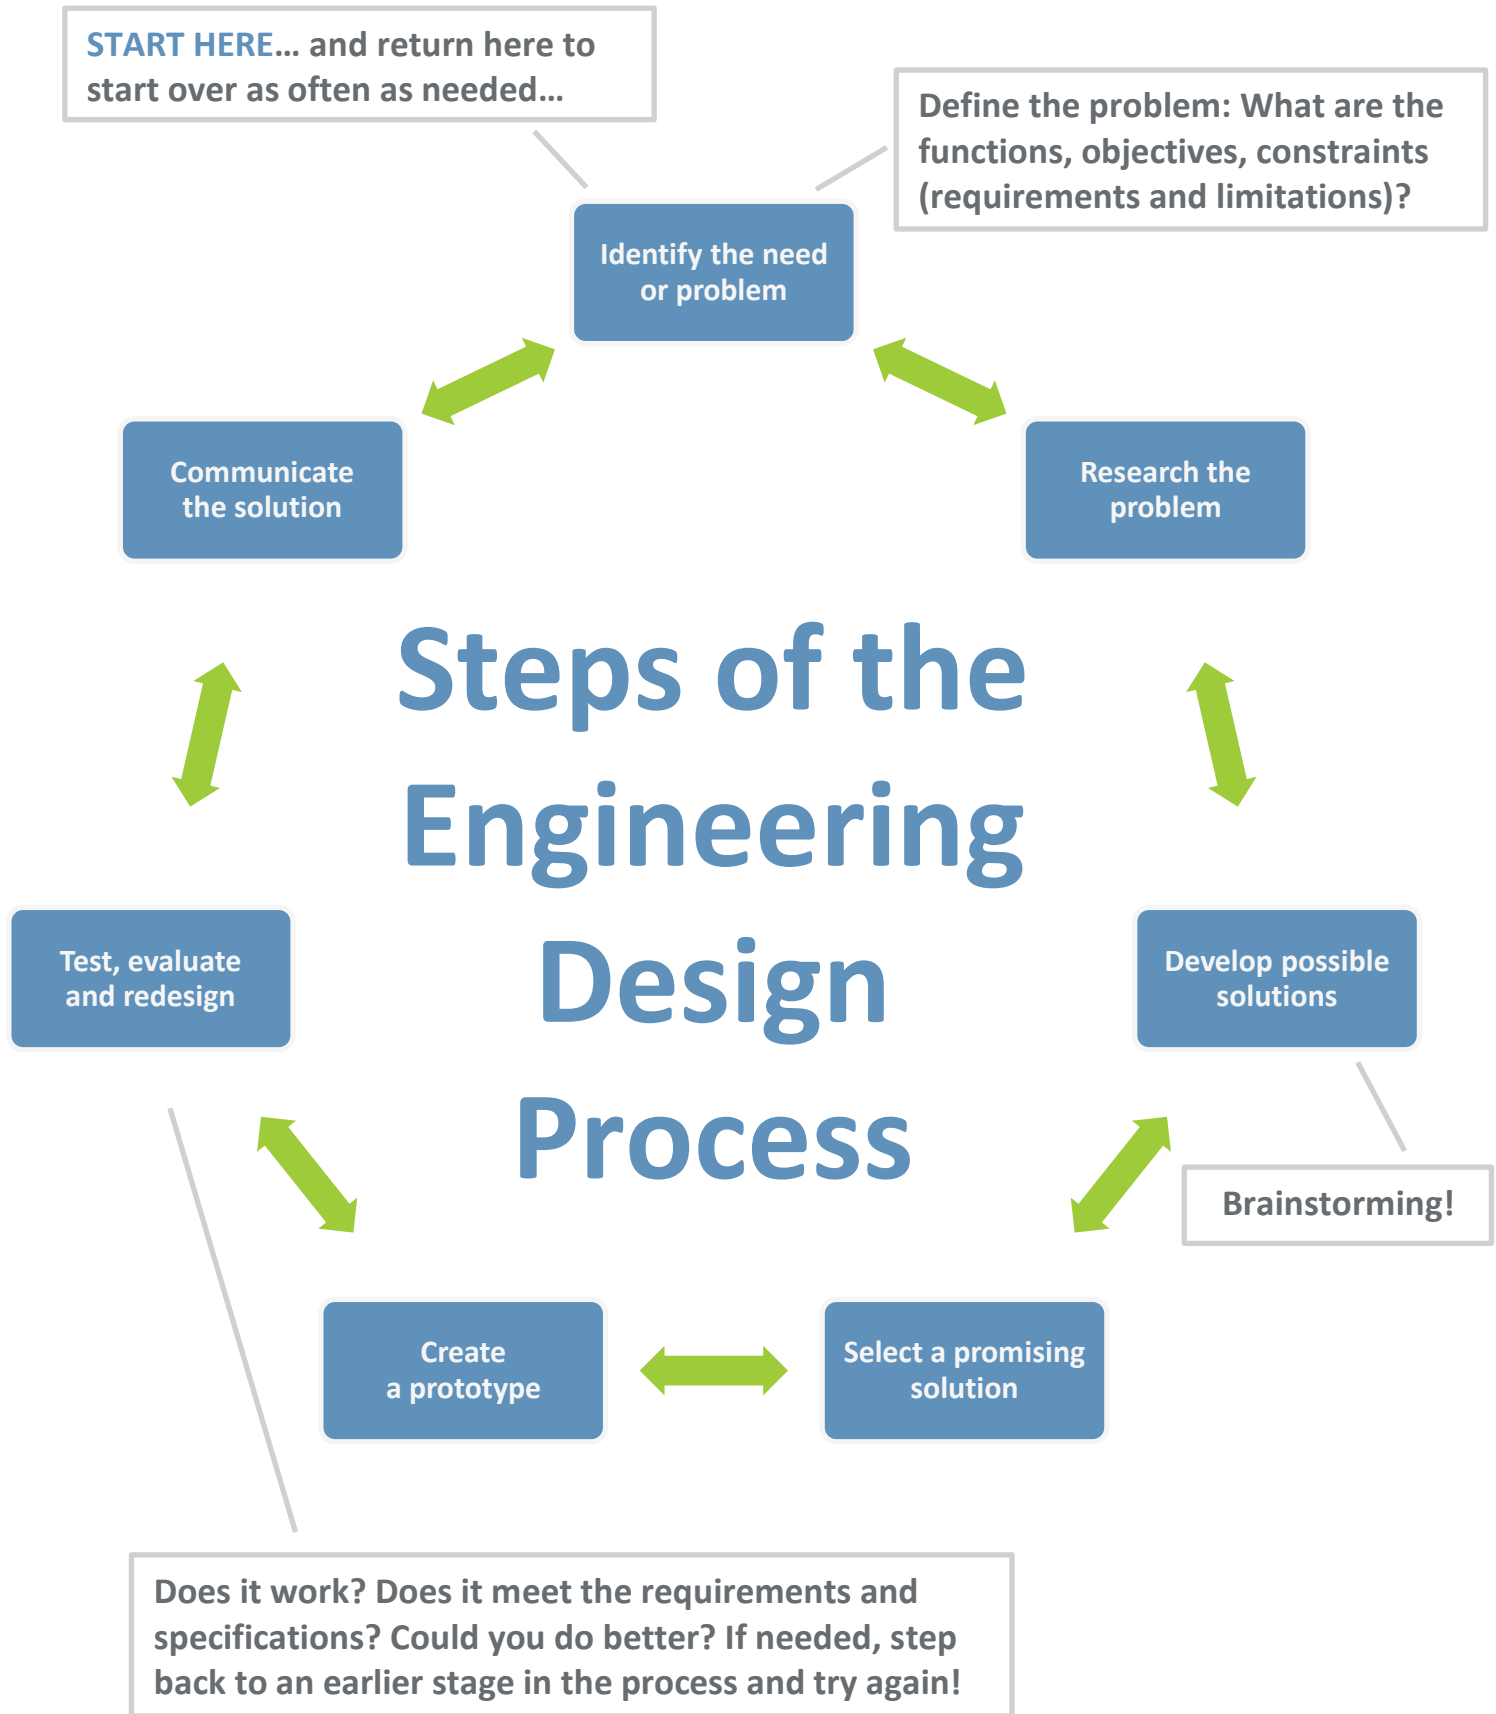 START HERE… and return here to
start over as often as needed…
Define the problem: What are the
functions, objectives, constraints
(requirements and limitations)?
Identify the need
or problem
Communicate
the solution
Research the
problem
Steps of the
Engineering
Design
Process
Test, evaluate
and redesign
Develop possible
solutions
Brainstorming!
Create
a prototype
Select a promising
solution
Does it work? Does it meet the requirements and
specifications? Could you do better? If needed, step
back to an earlier stage in the process and try again!